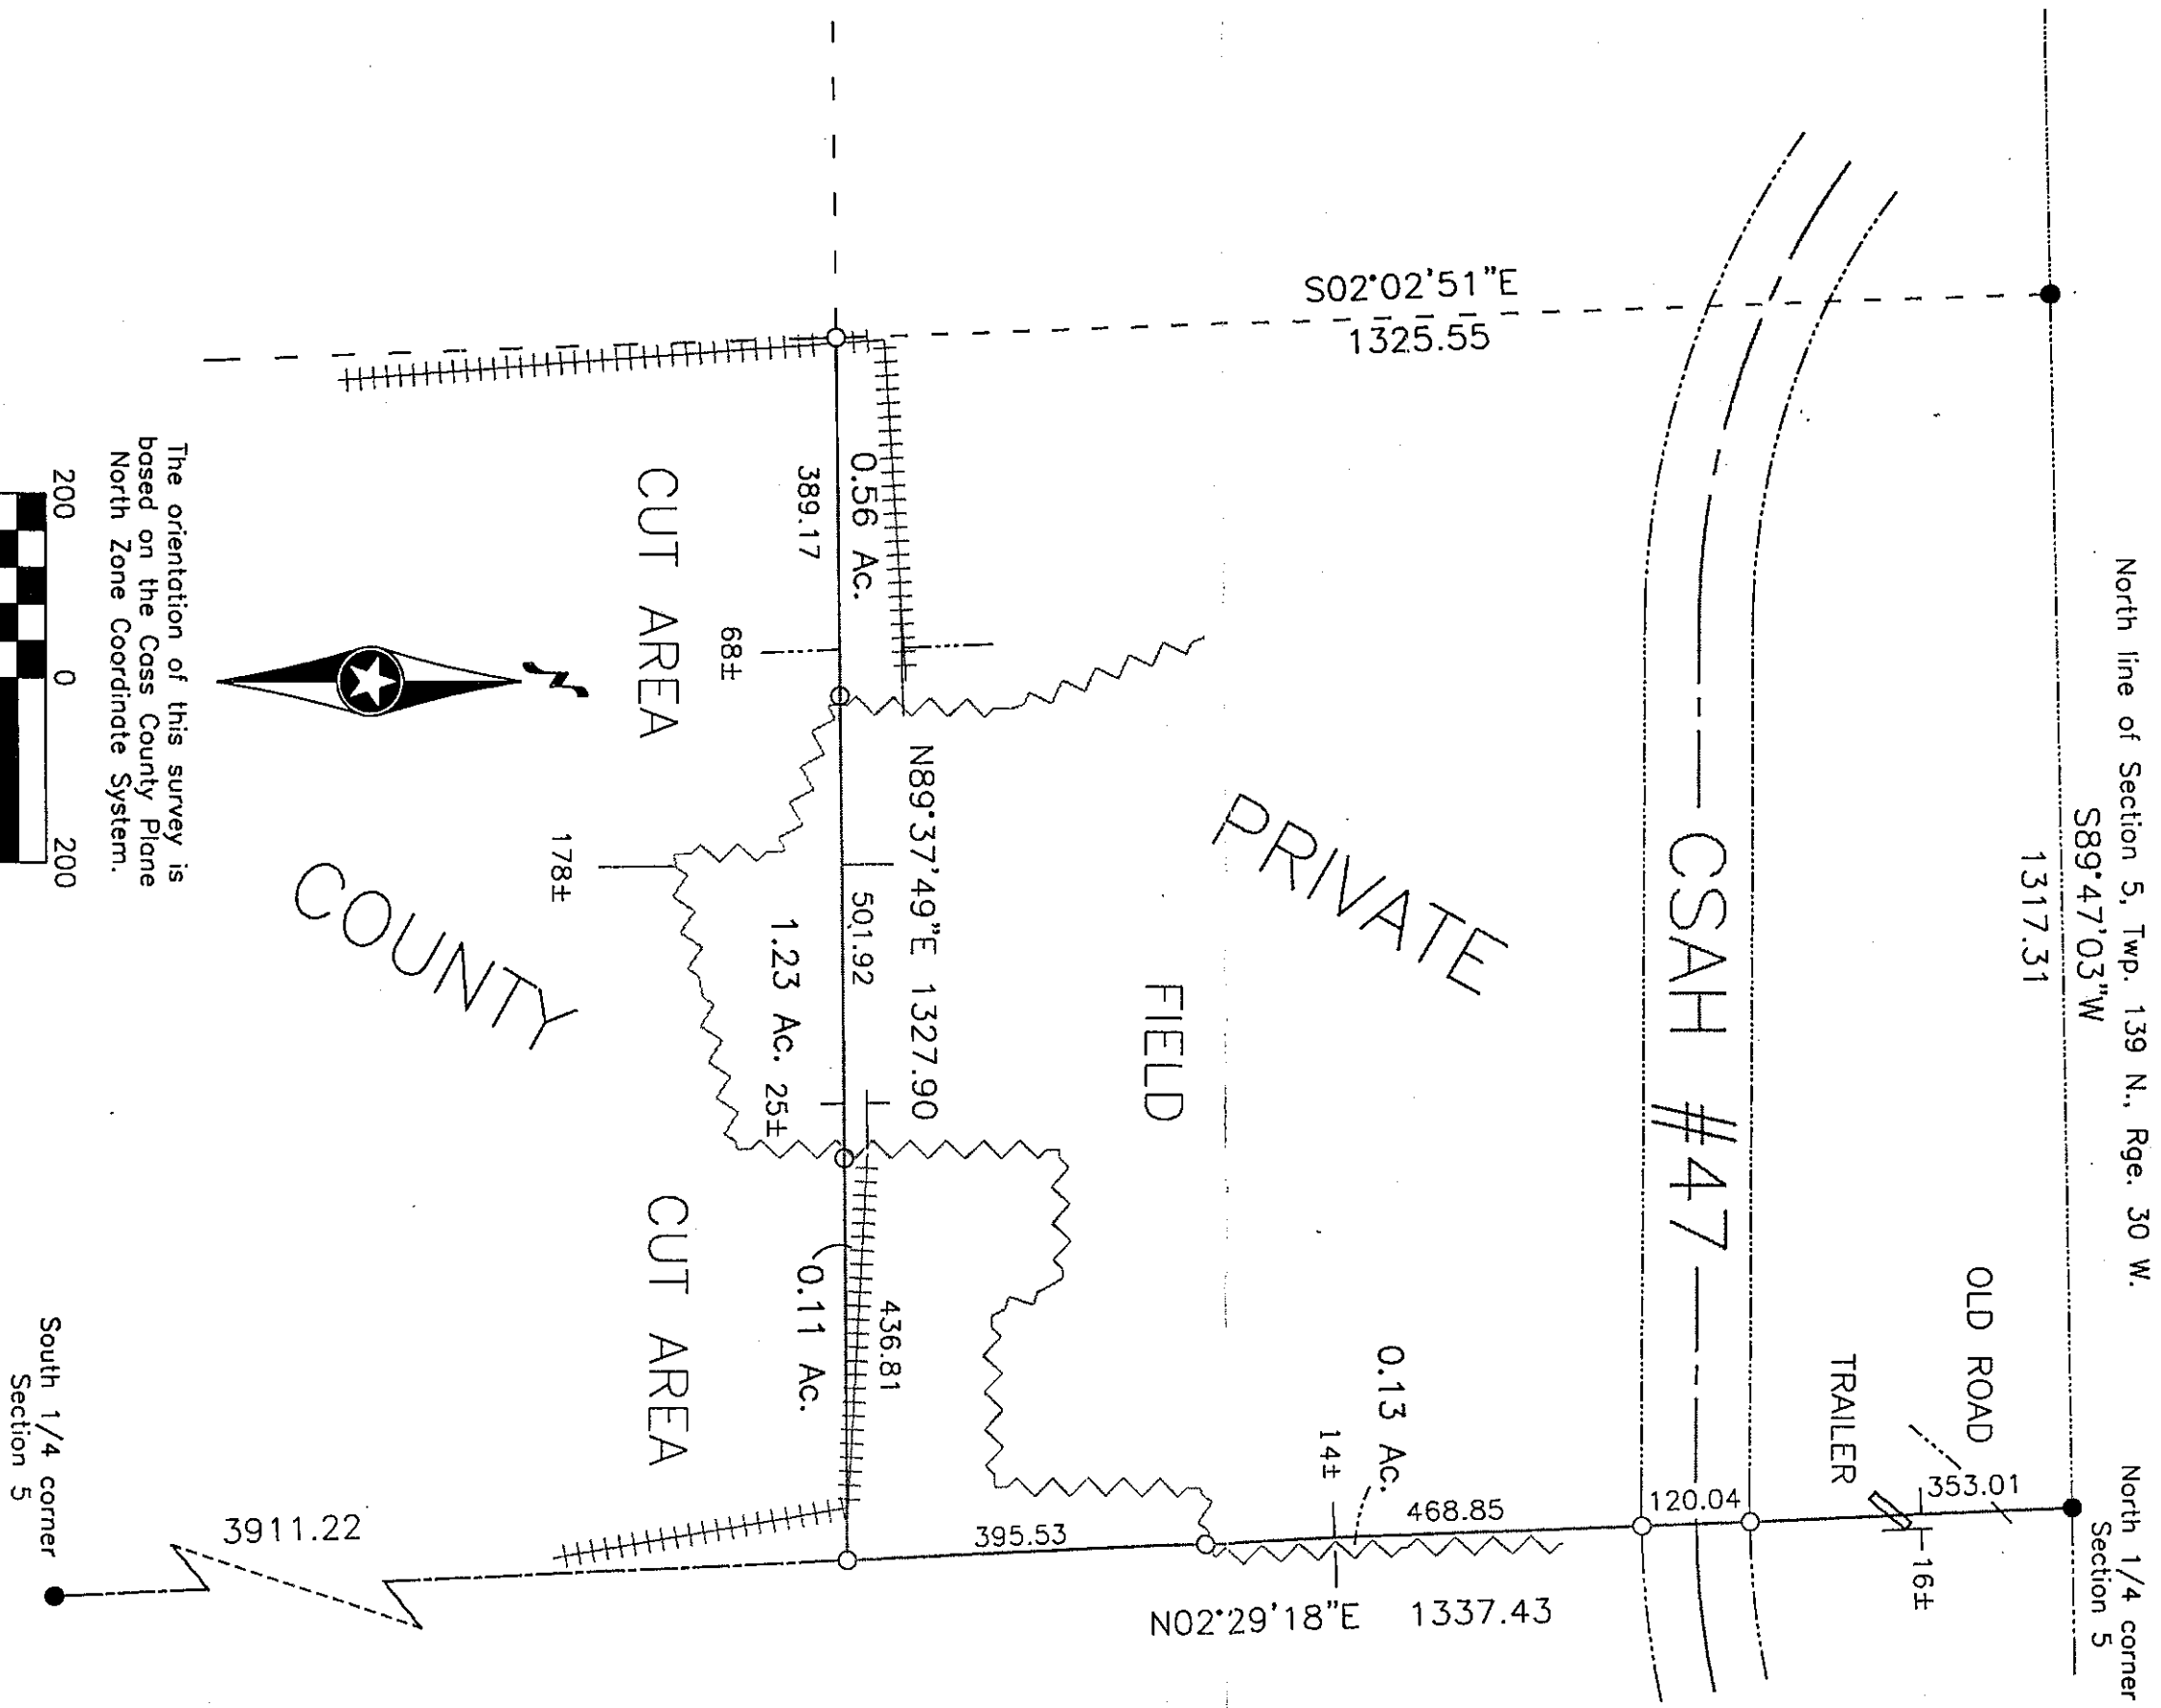 North line of Section 5, Twp. 139 N., Rge. 30 W.
S89°47'03"W
1317.31
North 1/4 corner
Section 5
OLD ROAD
353.01
TRAILER
16±
120.04
CSAH #47
S02°02'51"E
1325.55
PRIVATE
FIELD
468.85
0.13 Ac.
14±
N02°29'18"E 1337.43
395.53
N89°37'49"E 1327.90
0.56 Ac.
389.17
68±
501.92
1.23 Ac.
25±
178±
436.81
0.11 Ac.
CUT AREA
CUT AREA
COUNTY
N
3911.22
The orientation of this survey is
based on the Cass County Plane
North Zone Coordinate System.
200 0 200
South 1/4 corner
Section 5